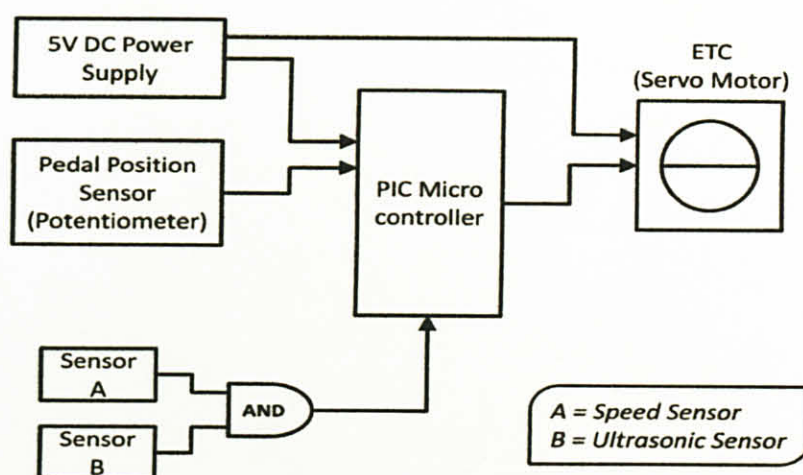 5V DC Power
Supply
ETC
(Servo Motor)
Pedal Position
Sensor
(Potentiometer)
PIC Micro
controller
Sensor
A
AND
Sensor
B
A = Speed Sensor
B = Ultrasonic Sensor